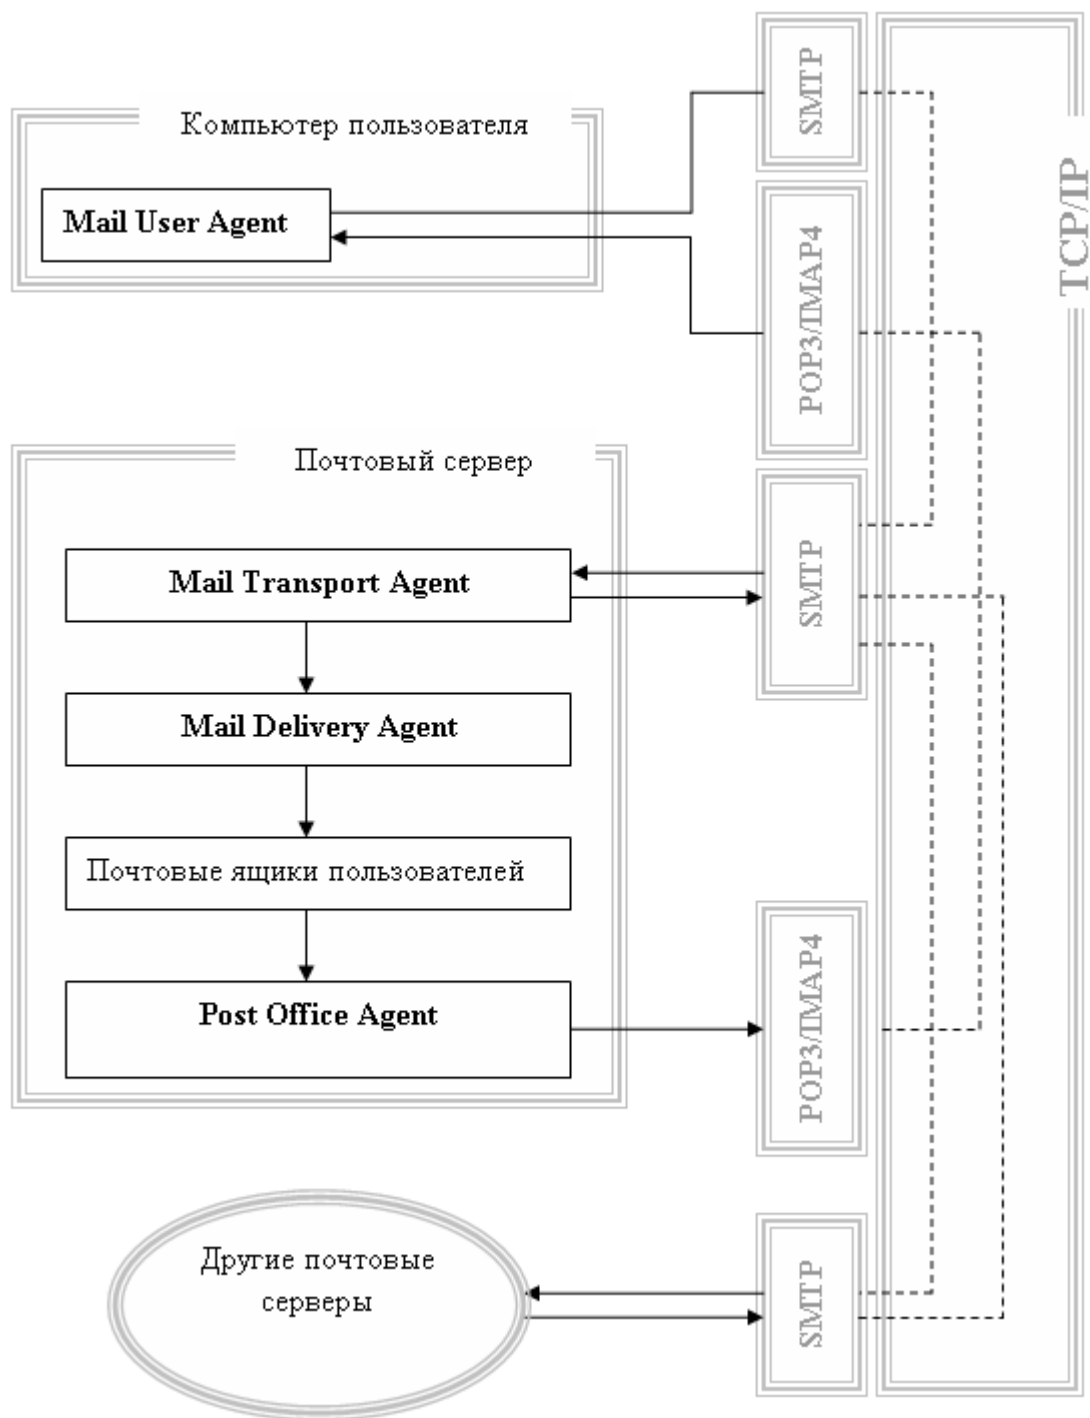 SMTP
Компьютер пользователя
TCP/IP
Mail User Agent
POP3/IMAP4
Почтовый сервер
Mail Transport Agent
SMTP
Mail Delivery Agent
Почтовые ящики пользователей
Post Office Agent
POP3/IMAP4
Другие почтовые
серверы
SMTP